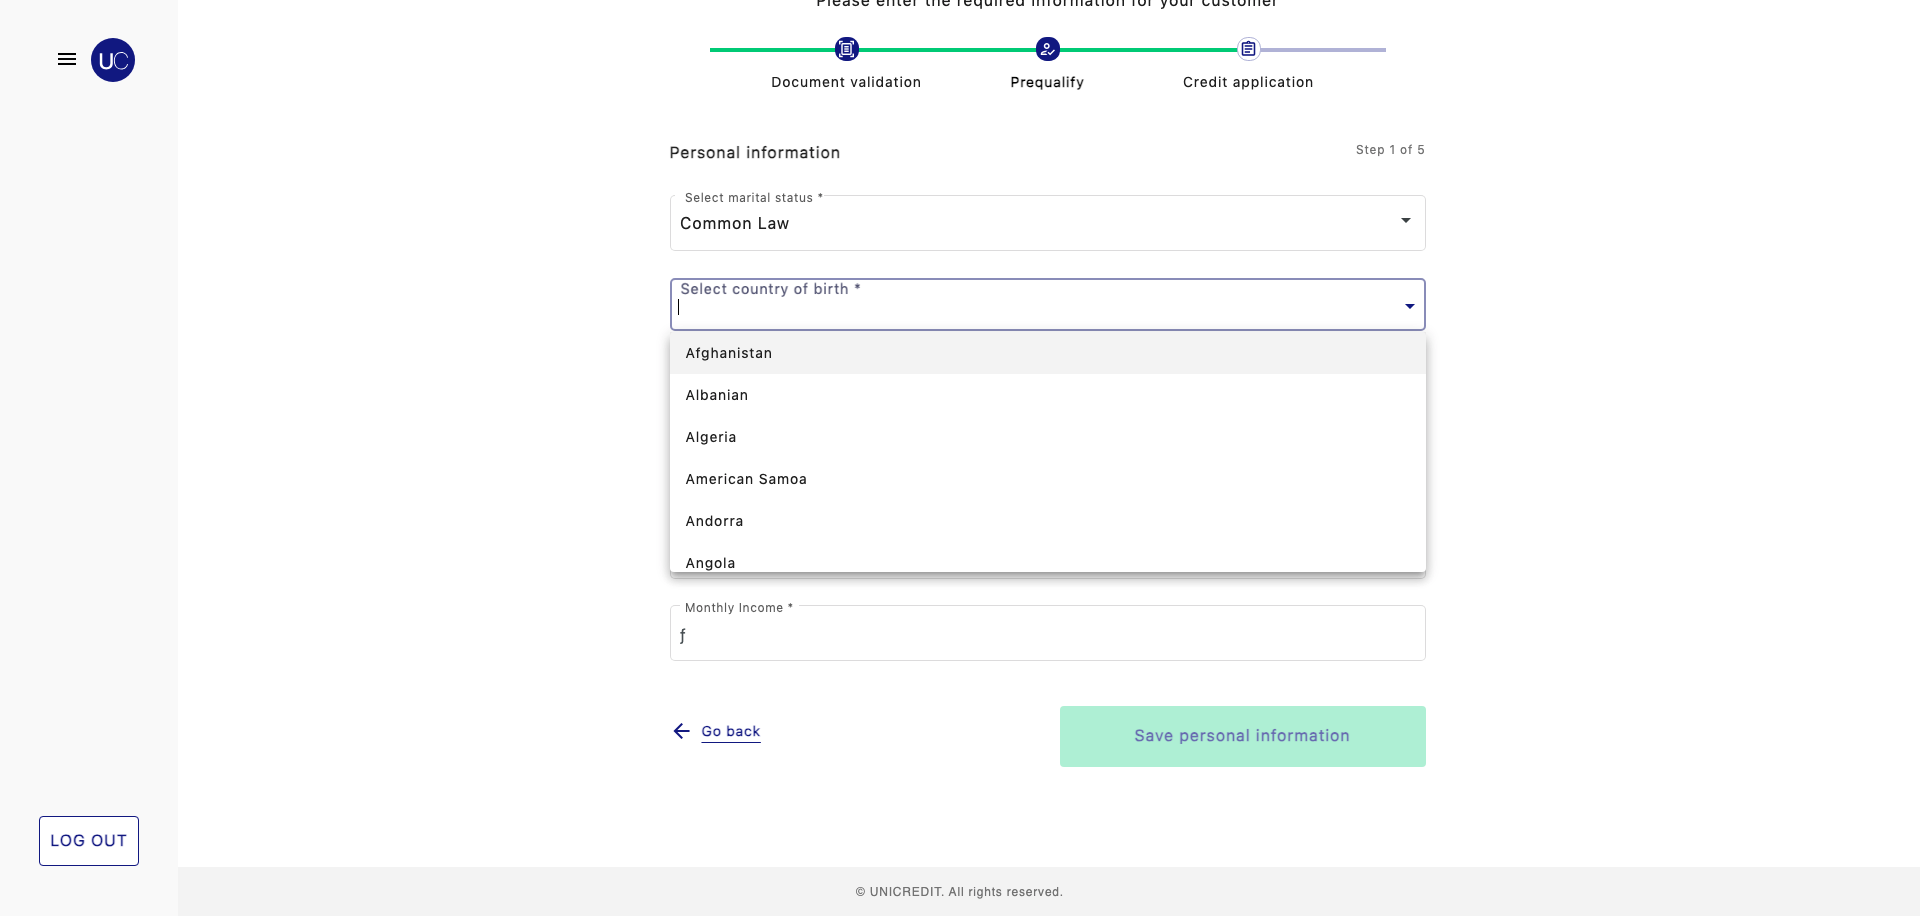 Please enter the required information for your customer
UC
Document validation
Prequalify
Credit application
Personal information
Step 1 of 5
Select marital status *
Common Law
Select country of birth *
Afghanistan
Albanian
Algeria
American Samoa
Andorra
Angola
Monthly Income *
ƒ
Go back
Save personal information
LOG OUT
© UNICREDIT. All rights reserved.